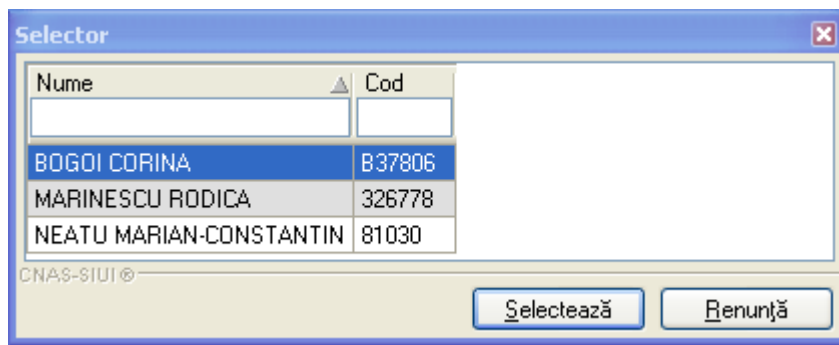 Selector
Nume Cod
BOGOI CORINA B37806
MARINESCU RODICA 326778
NEATU MARIAN-CONSTANTIN 81030
CNAS-SIUI®
Selectează Renunţă